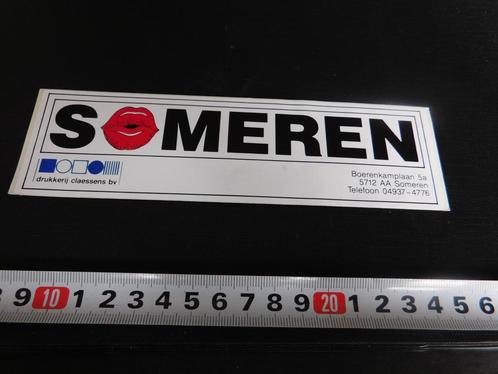 SOMEREN
drukkerij claessens bv
Boerenkamplaan 5a
5712 AA Someren
Telefoon 04937-4776
9 10 1 2 3 4 5 6 7 8 9 20 1 2 3 4 5 6